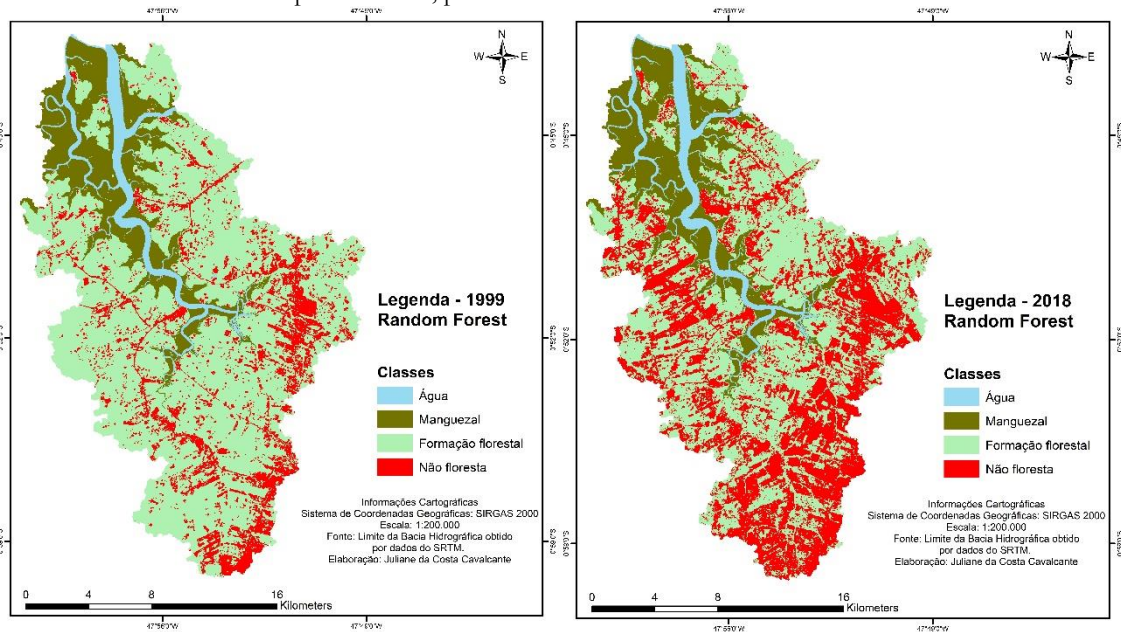 N
W E
S
Legenda - 1999
Random Forest
Classes
Água
Manguezal
Formação florestal
Não floresta
Informações Cartográficas
Sistema de Coordenadas Geográficas: SIRGAS 2000
Escala: 1:200.000
Fonte: Limite da Bacia Hidrográfica obtido
por dados do SRTM.
Elaboração: Juliane da Costa Cavalcante
0 4 8 16
Kilometers
N
W E
S
Legenda - 2018
Random Forest
Classes
Água
Manguezal
Formação florestal
Não floresta
Informações Cartográficas
Sistema de Coordenadas Geográficas: SIRGAS 2000
Escala: 1:200.000
Fonte: Limite da Bacia Hidrográfica obtido
por dados do SRTM.
Elaboração: Juliane da Costa Cavalcante
0 4 8 16
Kilometers